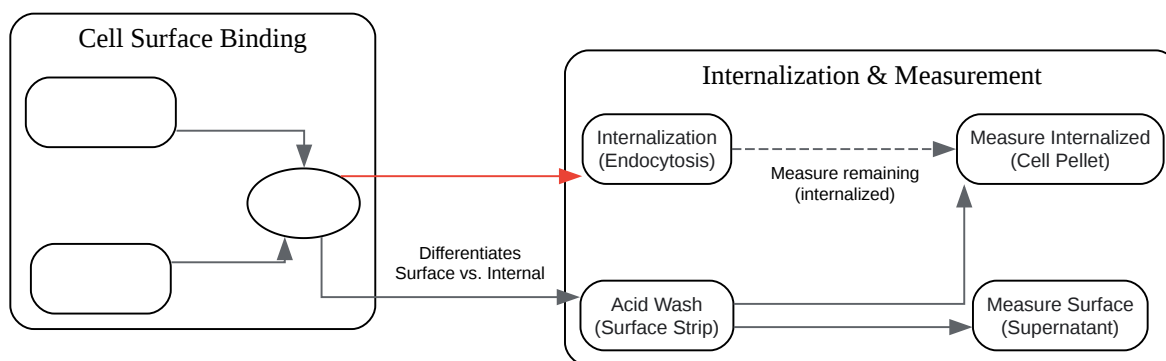 Cell Surface Binding
Internalization & Measurement
Internalization
(Endocytosis)
Measure remaining
(internalized)
Measure Internalized
(Cell Pellet)
Differentiates
Surface vs. Internal
Acid Wash
(Surface Strip)
Measure Surface
(Supernatant)